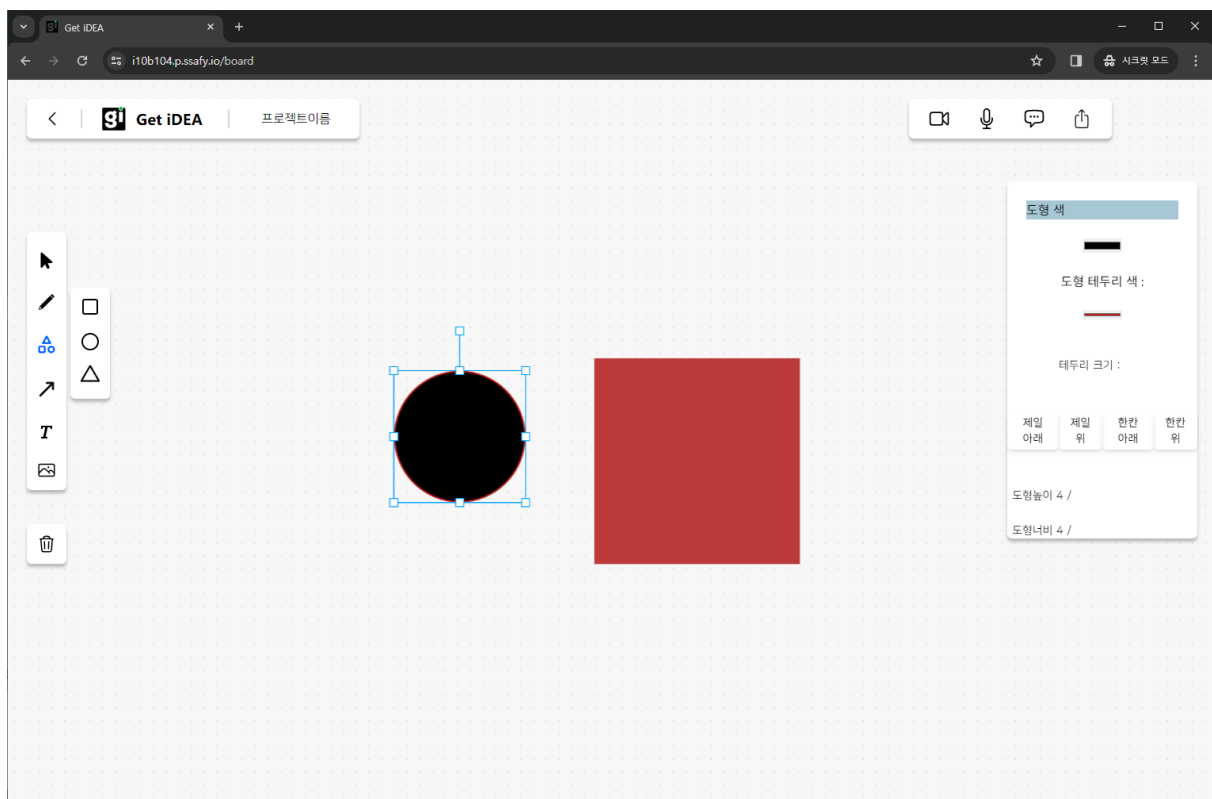 Get iDEA
i10b104.p.ssafy.io/board
시크릿 모드
gi Get iDEA 프로젝트이름
도형 색
도형 테두리 색 :
테두리 크기 :
제일 아래
제일 위
한칸 아래
한칸 위
T
도형높이 4 /
도형너비 4 /